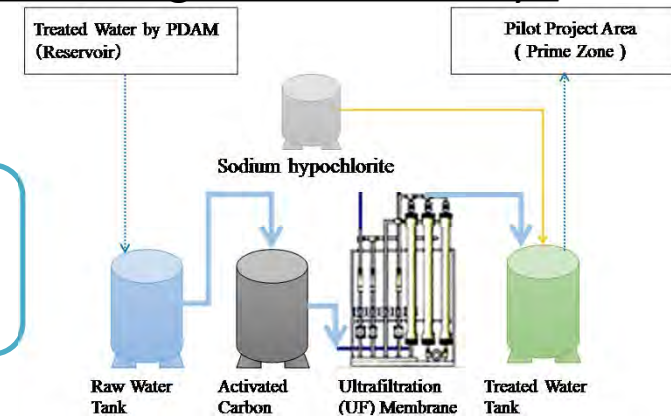 Treated Water by PDAM
(Reservoir)
Pilot Project Area
( Prime Zone )
Sodium hypochlorite
Raw Water
Tank
Activated
Carbon
Ultrafiltration
(UF) Membrane
Treated Water
Tank